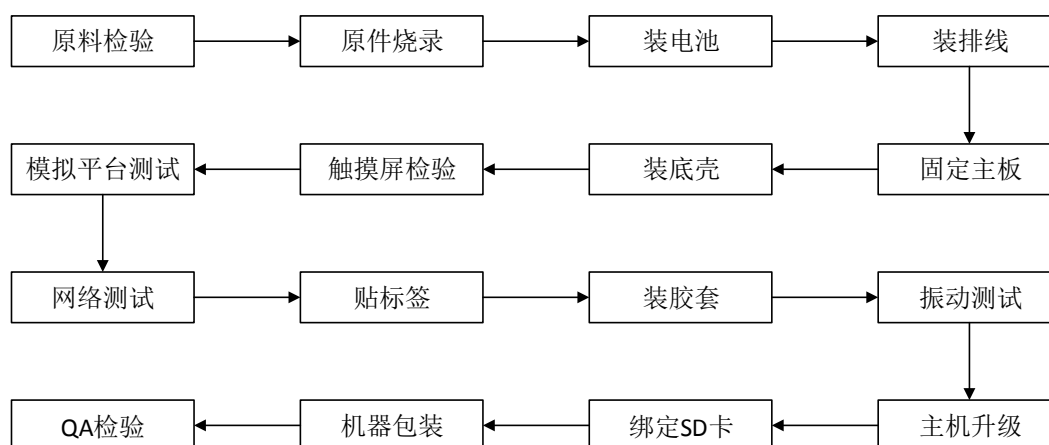 原料检验
原件烧录
装电池
装排线
模拟平台测试
触摸屏检验
装底壳
固定主板
网络测试
贴标签
装胶套
振动测试
QA检验
机器包装
绑定SD卡
主机升级